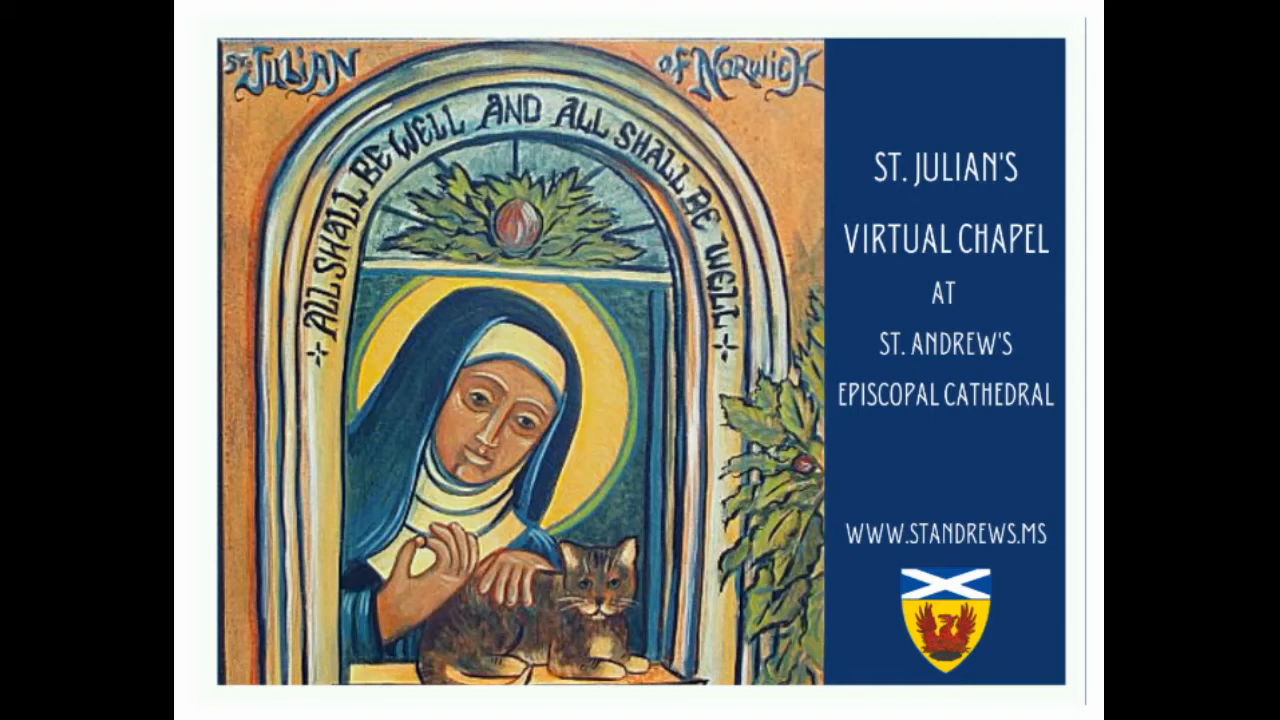 ST. JULIAN of NORWICH
ALL SHALL BE WELL AND ALL SHALL BE WELL
ST. JULIAN'S
VIRTUAL CHAPEL
AT
ST. ANDREW'S
EPISCOPAL CATHEDRAL
WWW.STANDREWS.MS